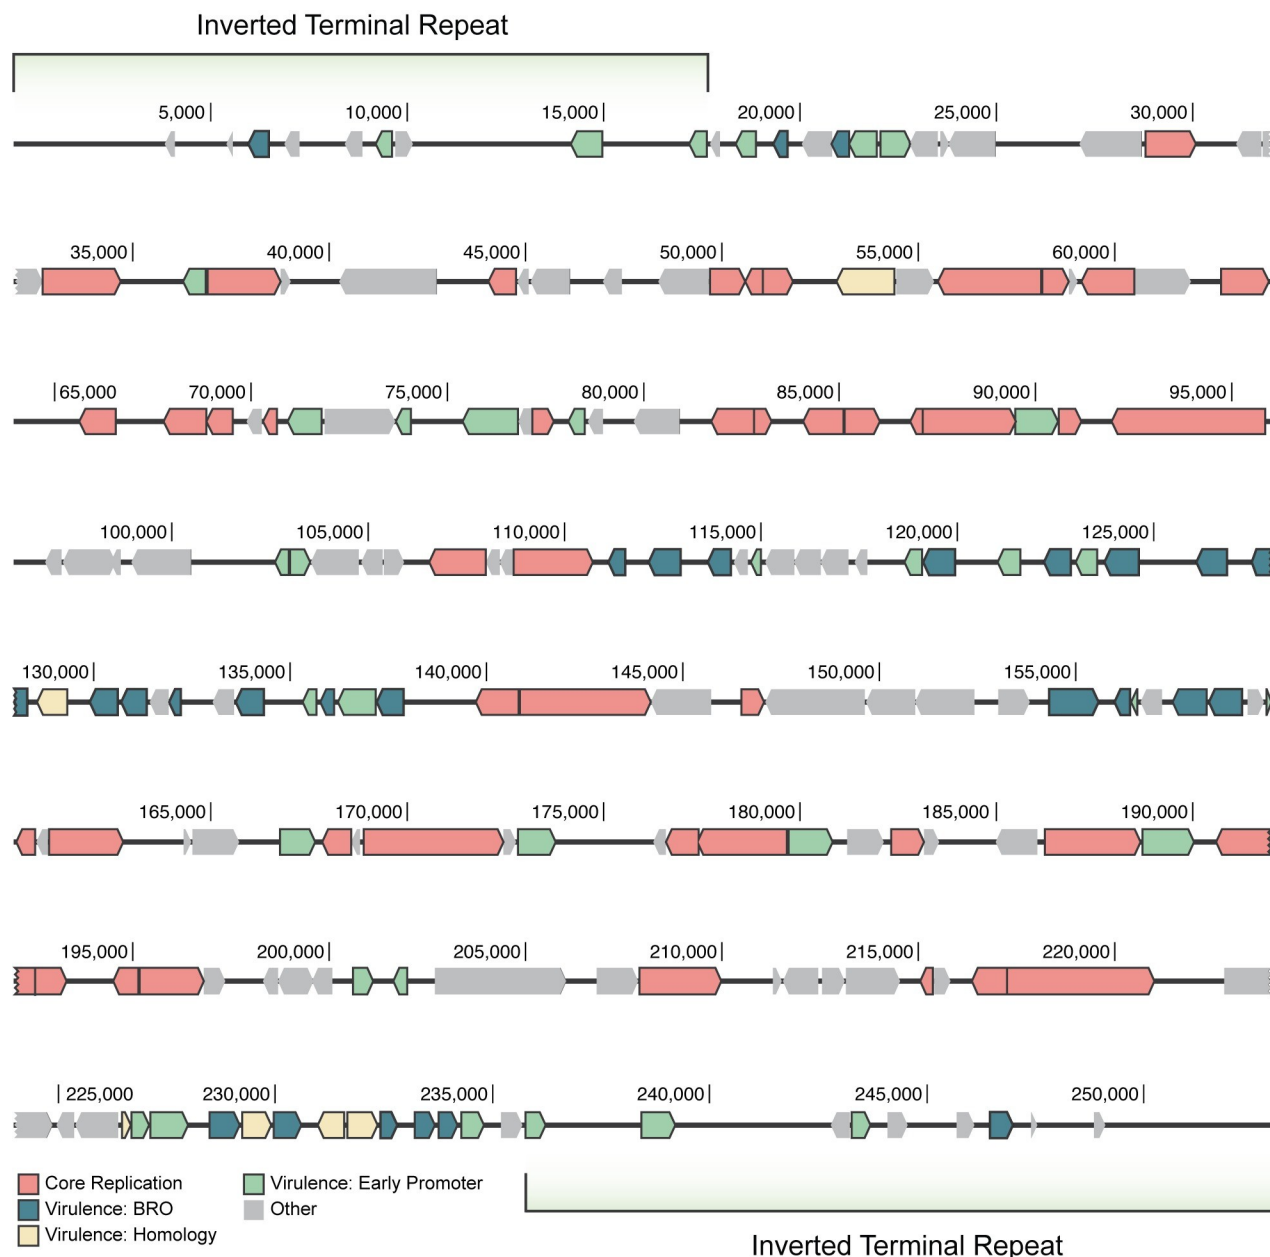 Inverted Terminal Repeat
5,000 10,000 15,000 20,000 25,000 30,000
35,000 40,000 45,000 50,000 55,000 60,000
65,000 70,000 75,000 80,000 85,000 90,000 95,000
100,000 105,000 110,000 115,000 120,000 125,000
130,000 135,000 140,000 145,000 150,000 155,000
165,000 170,000 175,000 180,000 185,000 190,000
195,000 200,000 205,000 210,000 215,000 220,000
225,000 230,000 235,000 240,000 245,000 250,000
Core Replication Virulence: Early Promoter
Virulence: BRO Other
Virulence: Homology
Inverted Terminal Repeat